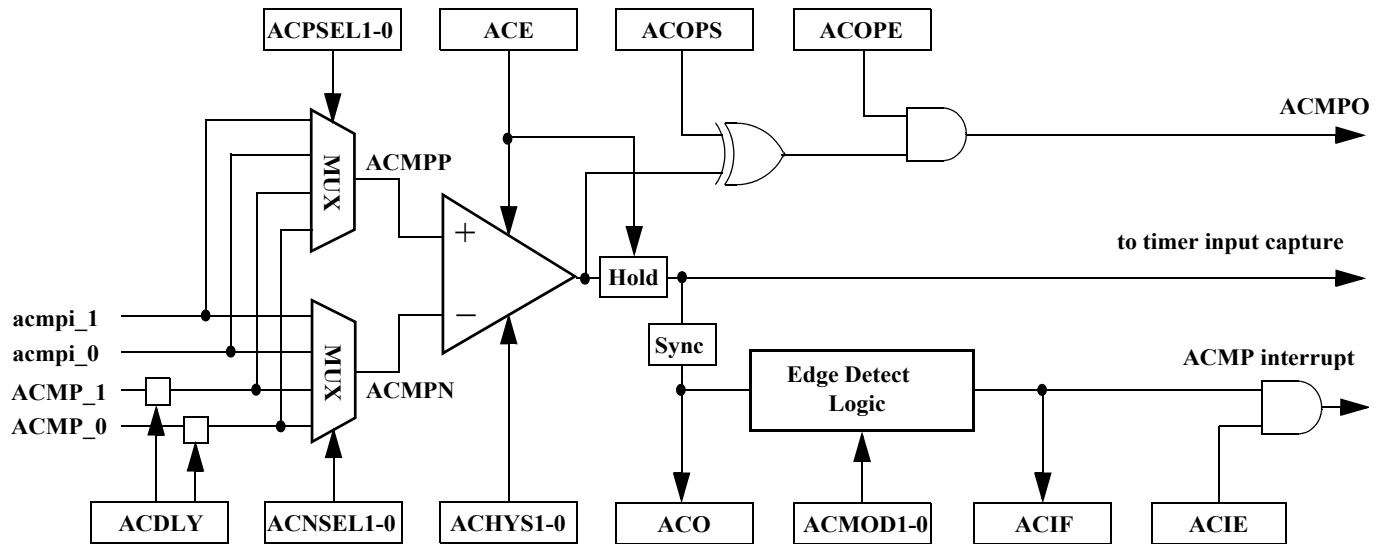 ACPSEL1-0
ACE
ACOPS
ACOPE
ACMPO
MUX
ACMPP
+
to timer input capture
Hold
acmpi_1
acmpi_0
ACMP_1
ACMP_0
MUX
ACMPN
−
Sync
Edge Detect
Logic
ACMP interrupt
ACDLY
ACNSEL1-0
ACHYS1-0
ACO
ACMOD1-0
ACIF
ACIE